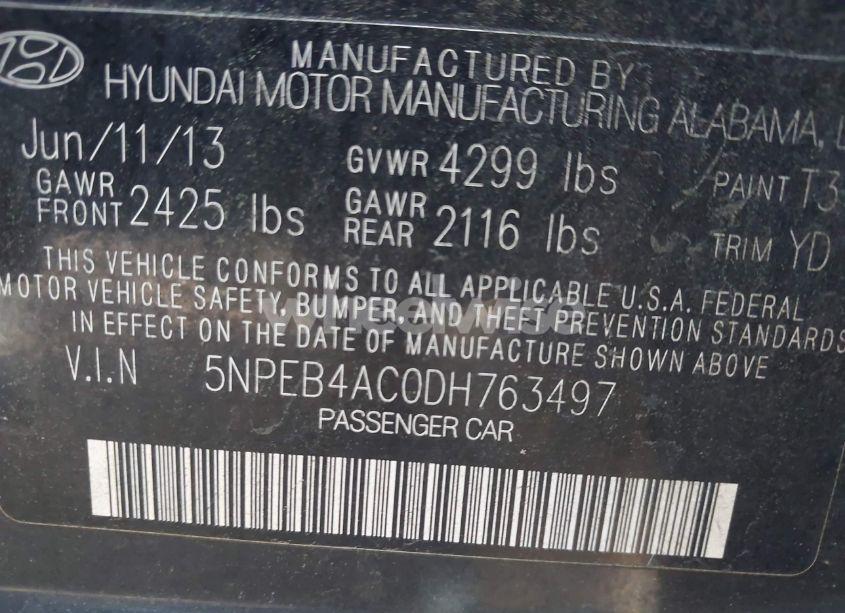 MANUFACTURED BY
HYUNDAI MOTOR MANUFACTURING ALABAMA, L
Jun/11/13 GVWR 4299 lbs PAINT T3
GAWR FRONT 2425 lbs GAWR REAR 2116 lbs TRIM YD
THIS VEHICLE CONFORMS TO ALL APPLICABLE U.S.A. FEDERAL
MOTOR VEHICLE SAFETY, BUMPER, AND THEFT PREVENTION STANDARDS
IN EFFECT ON THE DATE OF MANUFACTURE SHOWN ABOVE
V.I.N 5NPEB4AC0DH763497
PASSENGER CAR